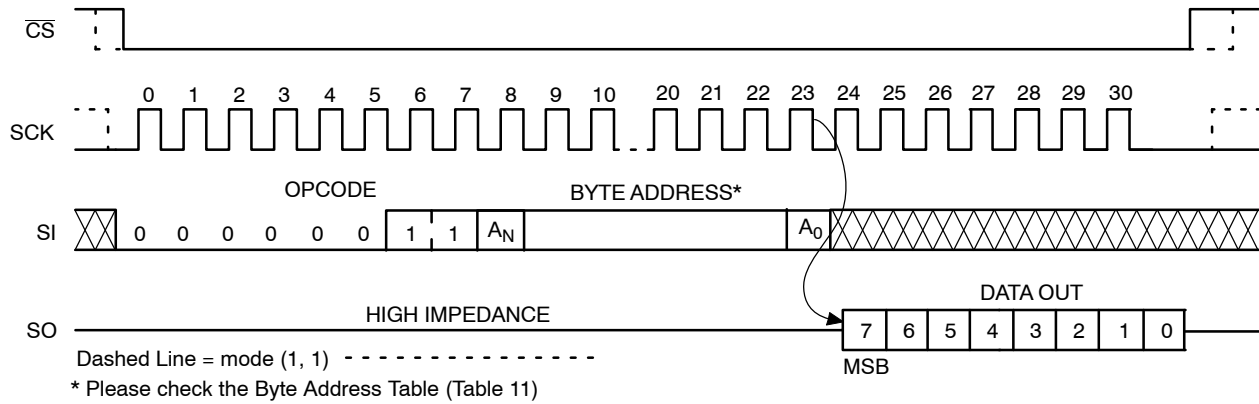 CS
0 1 2 3 4 5 6 7 8 9 10 20 21 22 23 24 25 26 27 28 29 30
SCK
OPCODE
BYTE ADDRESS*
SI
0 0 0 0 0 0 1 1 AN A0
DATA OUT
HIGH IMPEDANCE
SO
7 6 5 4 3 2 1 0
Dashed Line = mode (1, 1)
MSB
* Please check the Byte Address Table (Table 11)